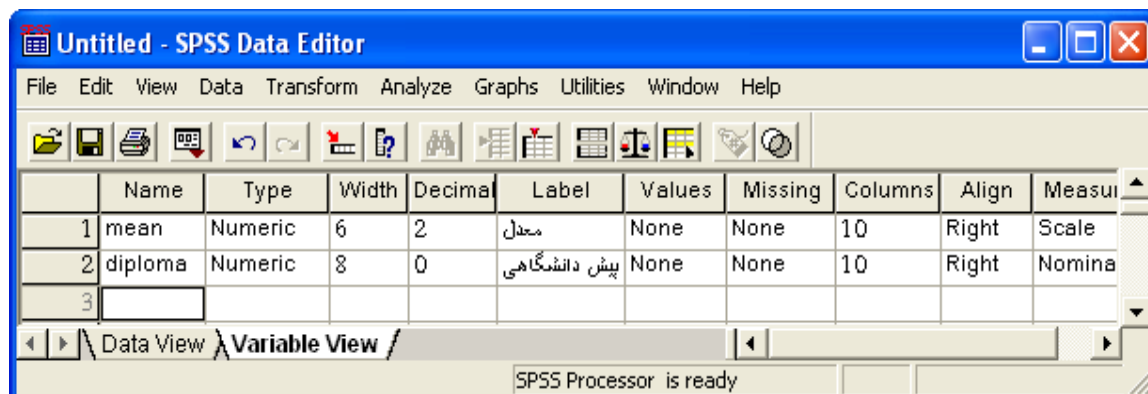 SPSS Untitled - SPSS Data Editor
File Edit View Data Transform Analyze Graphs Utilities Window Help
Name Type Width Decimal Label Values Missing Columns Align Measur
1 mean Numeric 6 2 معدل None None 10 Right Scale
2 diploma Numeric 8 0 پیش دانشگاهی None None 10 Right Nomina
3
Data View Variable View
SPSS Processor is ready